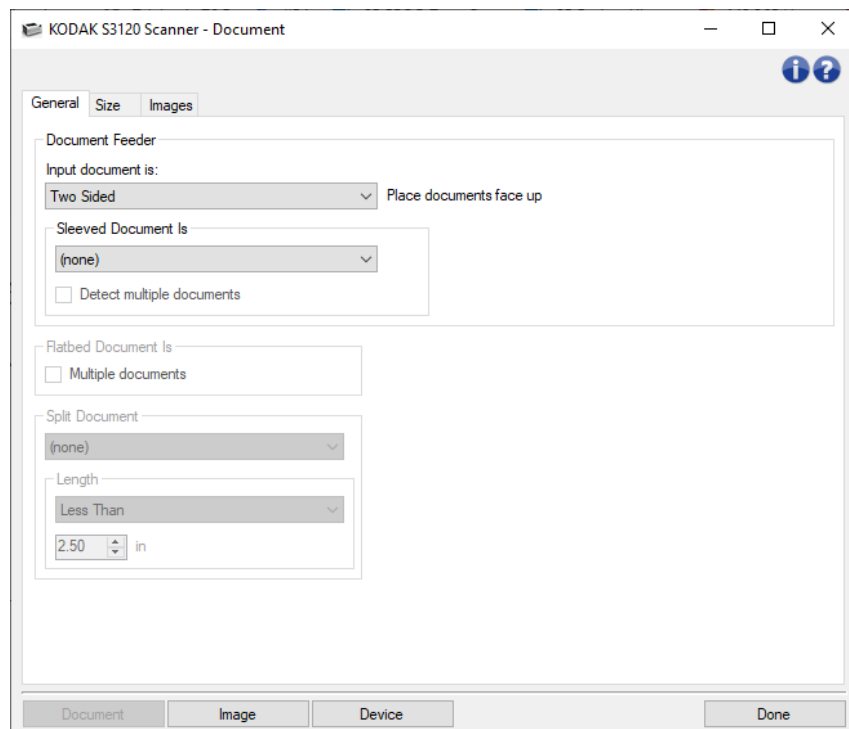 KODAK S3120 Scanner - Document
General Size Images
Document Feeder
Input document is:
Two Sided Place documents face up
Sleeved Document Is
(none)
Detect multiple documents
Flatbed Document Is
Multiple documents
Split Document
(none)
Length
Less Than
2.50 in
Document Image Device Done